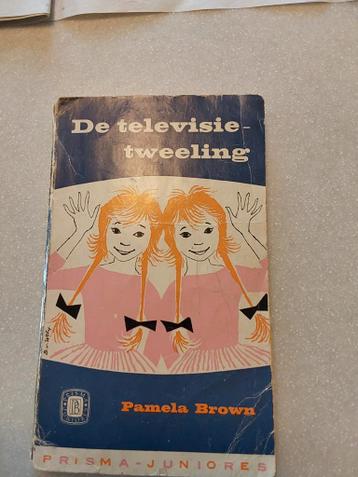 De televisie-
tweeling
Pamela Brown
PRISMA-JUNIORES